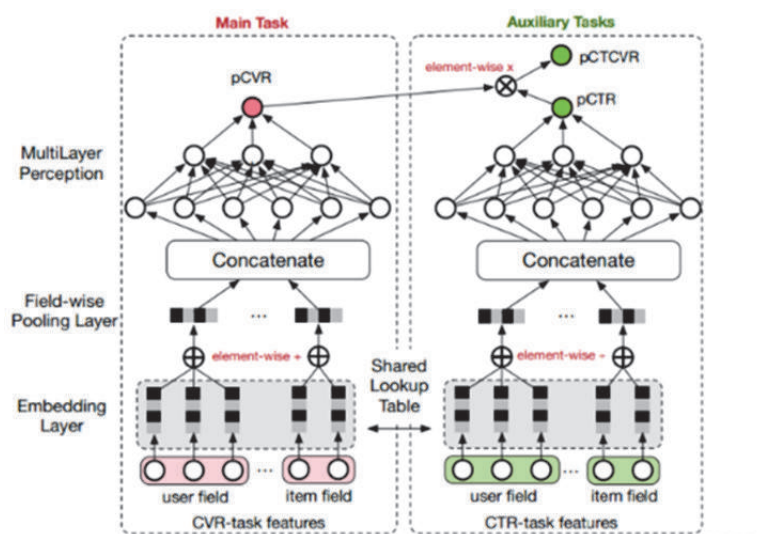 Main Task
Auxiliary Tasks
element-wise x
pCTCVR
pCVR
pCTR
MultiLayer
Perception
Concatenate
Concatenate
Field-wise
Pooling Layer
...
...
element-wise +
element-wise +
Shared
Lookup
Table
Embedding
Layer
...
...
user field
item field
user field
item field
CVR-task features
CTR-task features